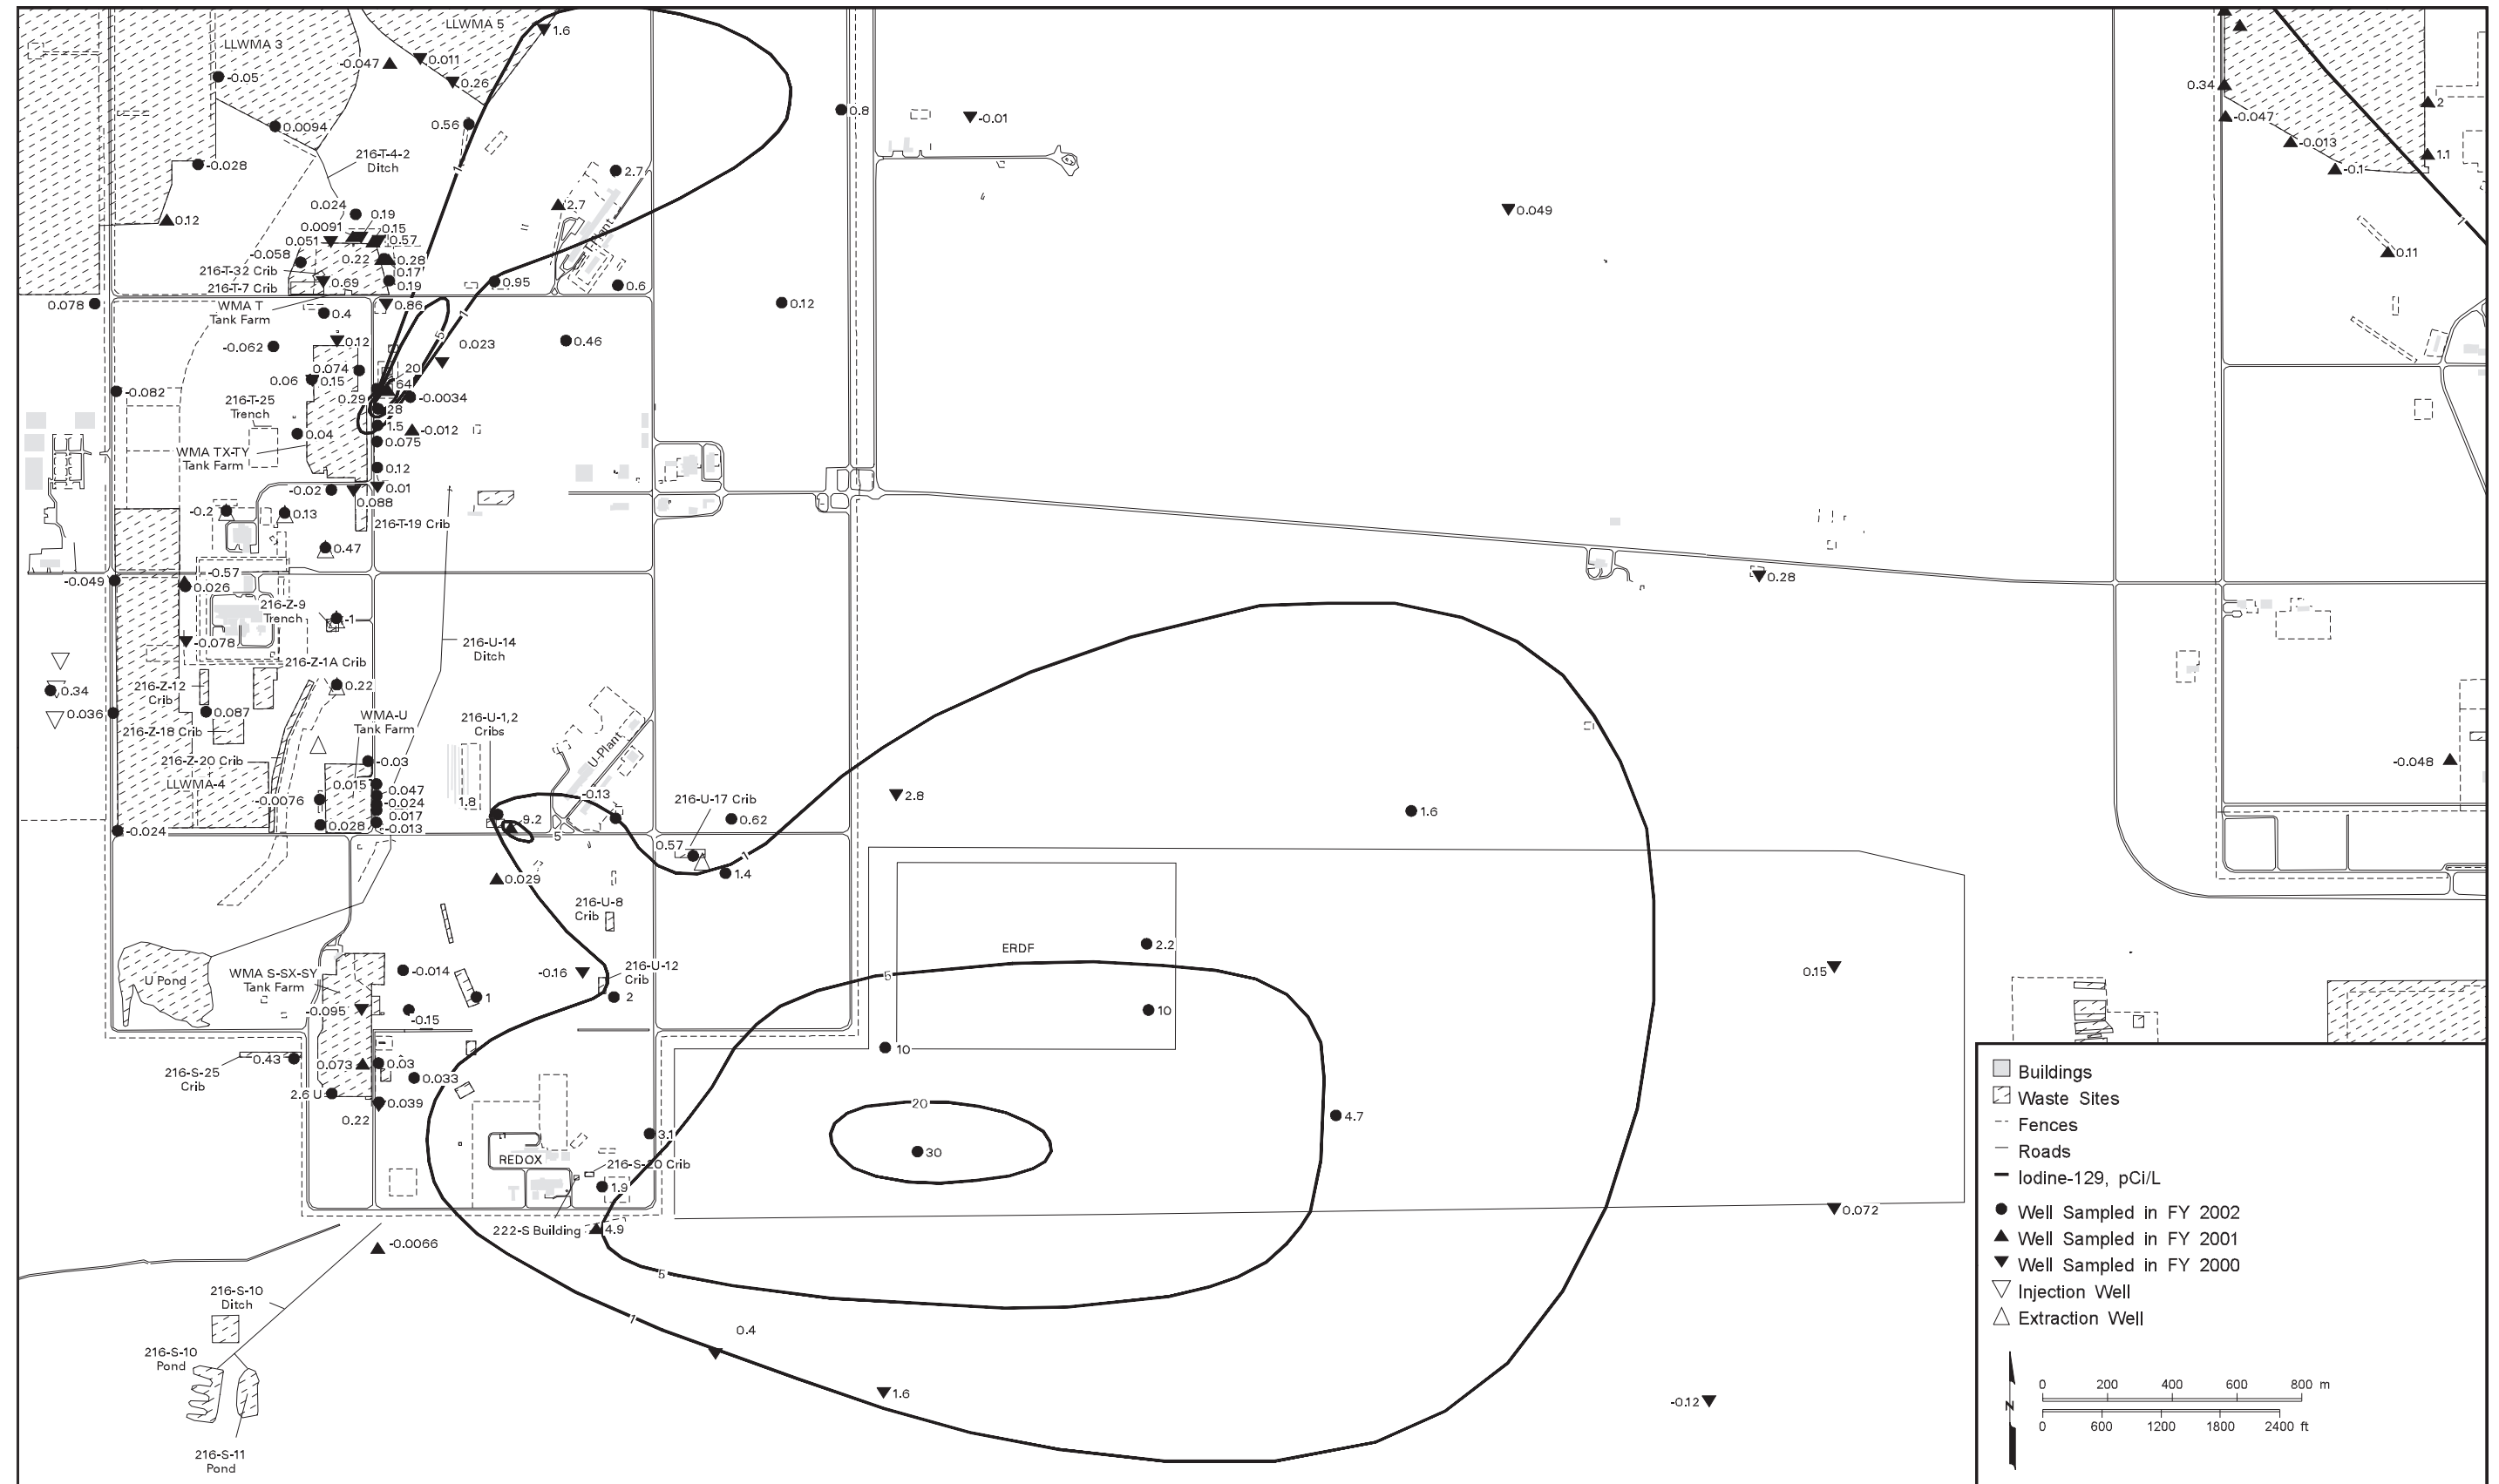 LLWMA 5
1.6
LLWMA 3
-0.047
0.011
-0.05
0.26
0.34
2
0.8
-0.01
0.56
0.0094
-0.047
-0.013
1.1
216-T-4-2
Ditch
-0.028
1
2.7
-0.1
0.12
0.024
0.19
2.7
0.049
1
0.0091
0.15
0.051
0.57
T-Plant
-0.058
0.22
0.28
0.11
216-T-32 Crib
0.17
216-T-7 Crib
0.69
0.19
0.95
0.6
0.078
WMA T
Tank Farm
0.86
0.12
0.4
1
5
-0.062
0.12
0.023
0.46
0.074
20
0.06
0.15
64
-0.082
216-T-25
Trench
0.29
-0.0034
28
0.04
1.5
-0.012
0.075
WMA TX-TY
Tank Farm
0.12
-0.02
0.01
0.088
-0.2
0.13
216-T-19 Crib
0.47
-0.57
-0.049
0.026
0.28
216-Z-9
Trench
-1
-0.078
216-U-14
Ditch
216-Z-1A Crib
216-Z-12
Crib
0.34
0.22
0.036
0.087
WMA-U
Tank Farm
216-U-1,2
Cribs
216-Z-18 Crib
U-Plant
216-Z-20 Crib
-0.03
-0.048
LLWMA-4
0.015
0.047
-0.13
2.8
-0.0076
-0.024
1.8
216-U-17 Crib
0.017
9.2
0.62
1.6
-0.024
0.028
-0.013
5
0.57
1
1.4
0.029
216-U-8
Crib
2.2
ERDF
WMA S-SX-SY
Tank Farm
-0.014
-0.16
216-U-12
Crib
5
0.15
U Pond
1
2
-0.095
-0.15
10
10
0.43
0.073
0.03
216-S-25
Crib
0.033
2.6 U
0.039
20
4.7
0.22
3.1
30
REDOX
216-S-20 Crib
1.9
222-S Building
4.9
0.072
-0.0066
5
216-S-10
Ditch
1
0.4
216-S-10
Pond
1.6
-0.12
216-S-11
Pond
Buildings
Waste Sites
Fences
Roads
Iodine-129, pCi/L
Well Sampled in FY 2002
Well Sampled in FY 2001
Well Sampled in FY 2000
Injection Well
Extraction Well
N
0 200 400 600 800 m
0 600 1200 1800 2400 ft